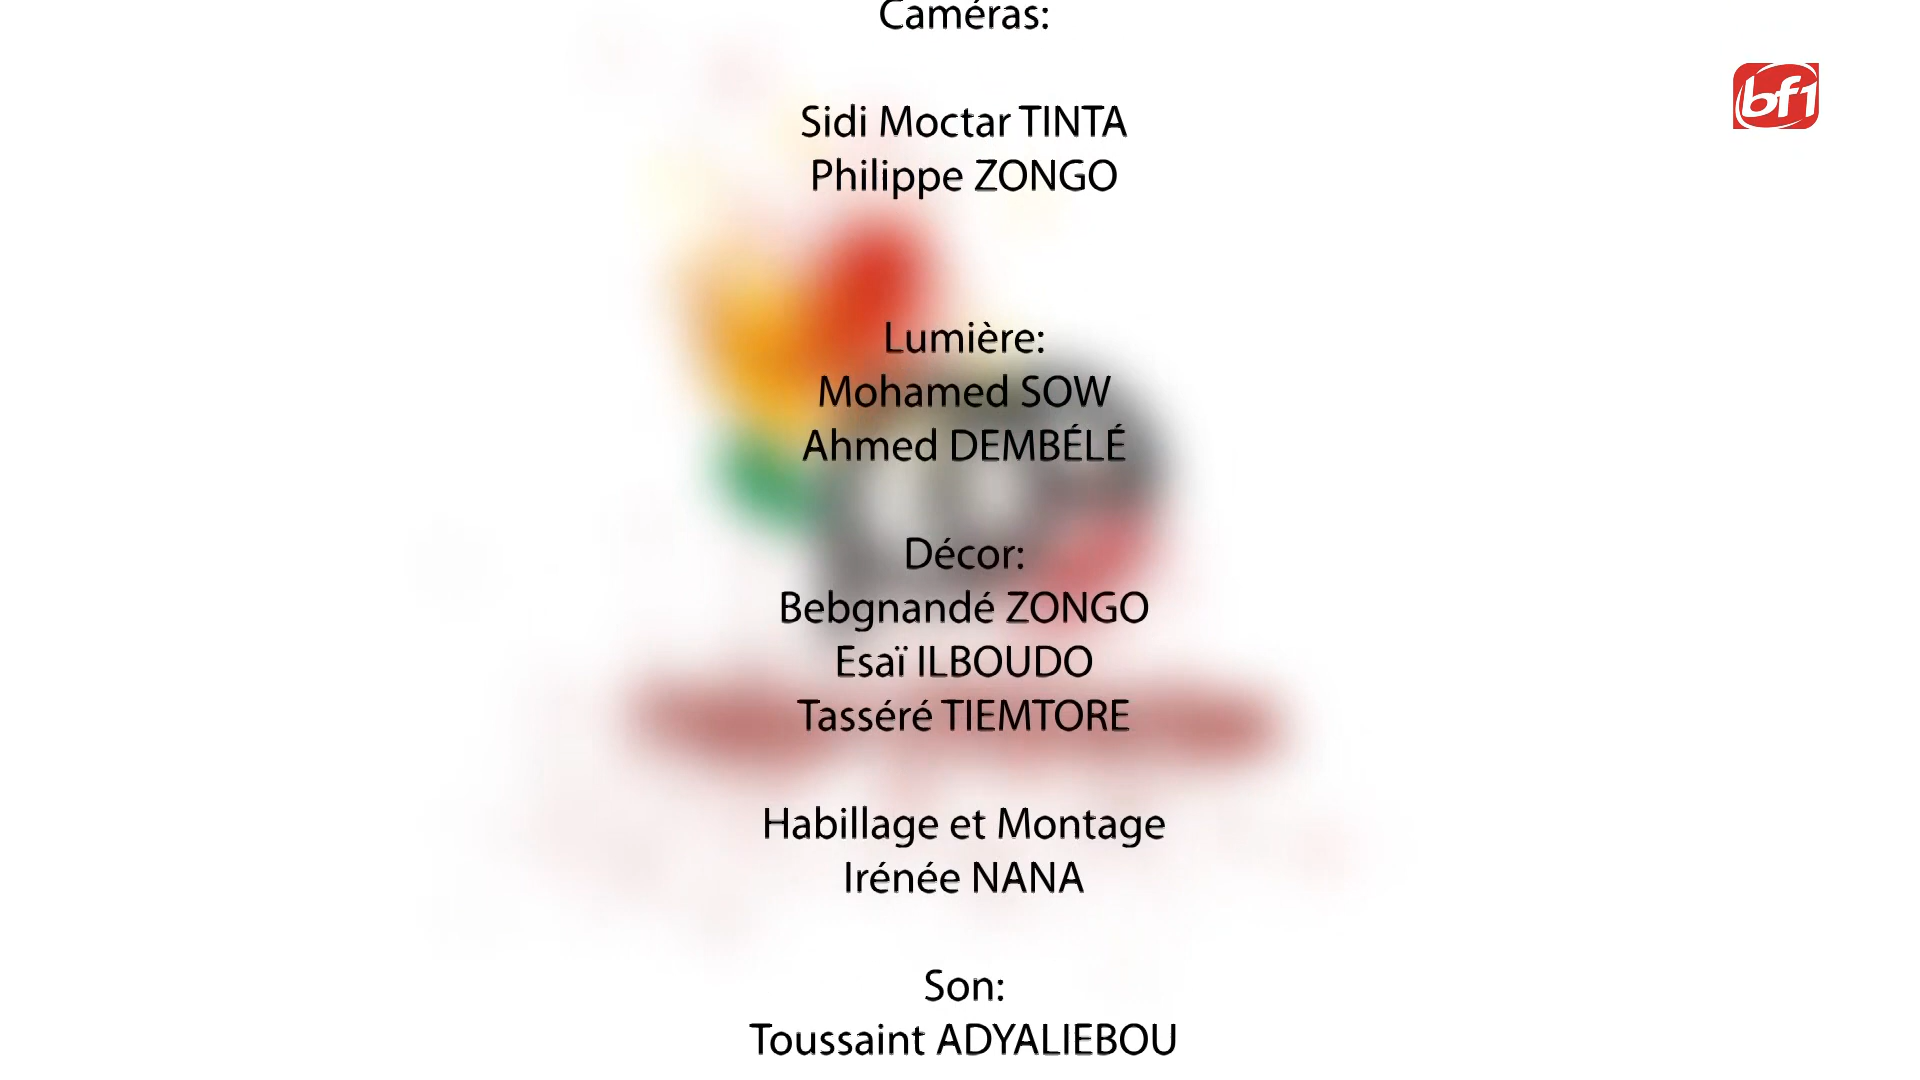 Caméras:
bf1
Sidi Moctar TINTA
Philippe ZONGO
Lumière:
Mohamed SOW
Ahmed DEMBÉLÉ
Décor:
Bebgnandé ZONGO
Esaï ILBOUDO
Tasséré TIEMTORE
Habillage et Montage
Irénée NANA
Son:
Toussaint ADYALIEBOU